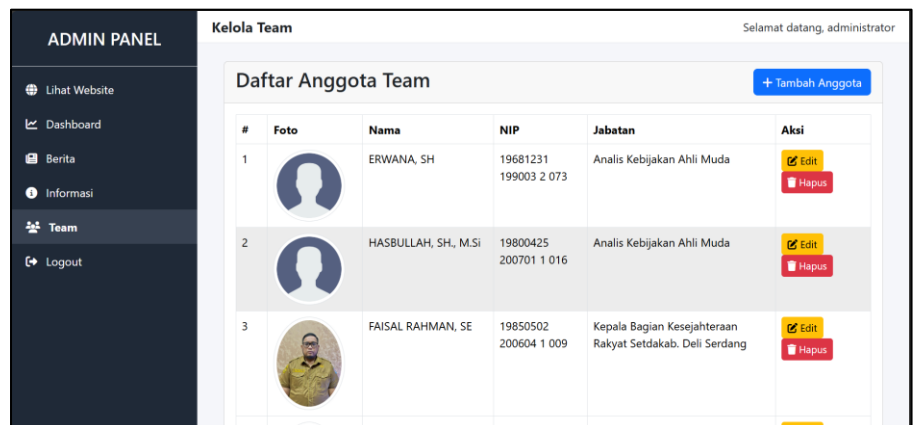 ADMIN PANEL
Lihat Website
Dashboard
Berita
Informasi
Team
Logout
Kelola Team
Selamat datang, administrator
Daftar Anggota Team
+ Tambah Anggota
# Foto Nama NIP Jabatan Aksi
1 ERWANA, SH 19681231 Analis Kebijakan Ahli Muda Edit
199003 2 073 Hapus
2 HASBULLAH, SH., M.Si 19800425 Analis Kebijakan Ahli Muda Edit
200701 1 016 Hapus
3 FAISAL RAHMAN, SE 19850502 Kepala Bagian Kesejahteraan Edit
200604 1 009 Rakyat Setdakab. Deli Serdang Hapus